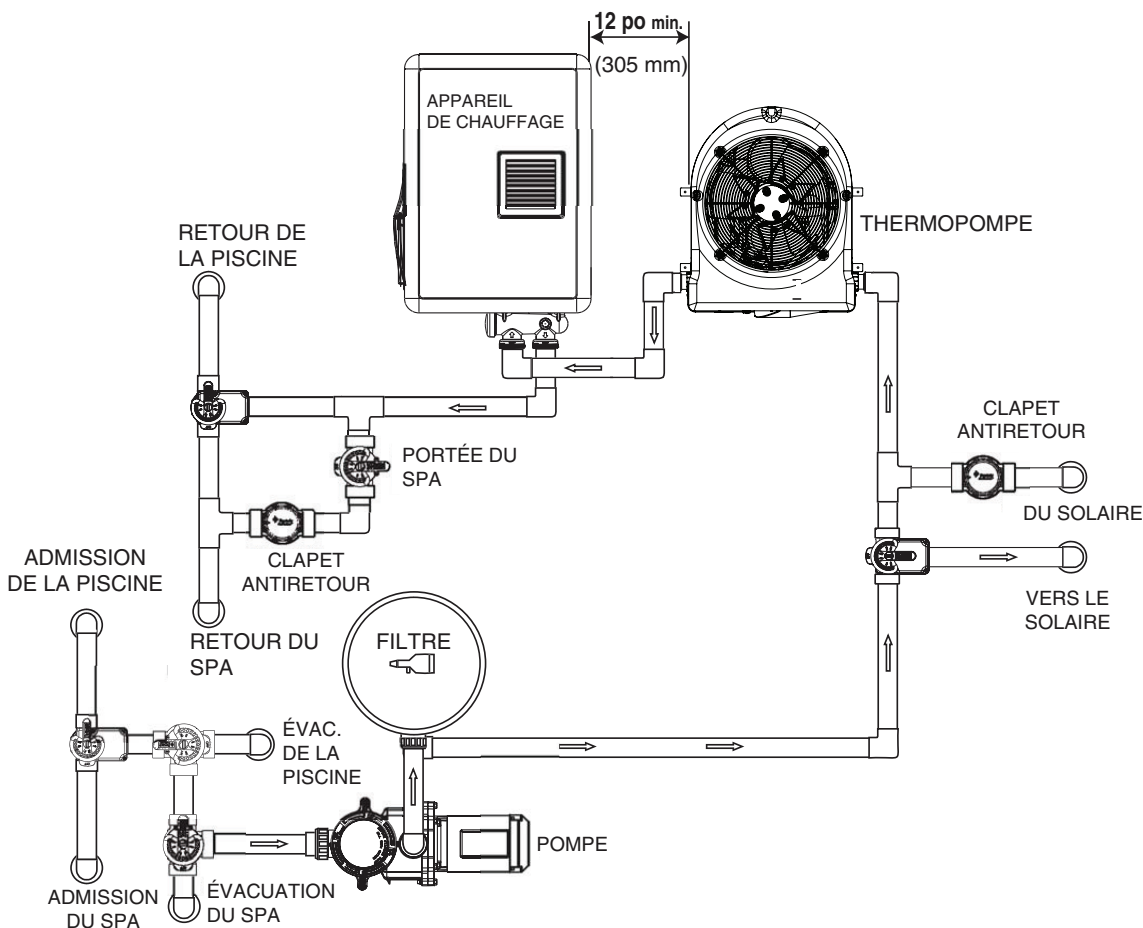 12 po min.
(305 mm)
APPAREIL
DE CHAUFFAGE
THERMOPOMPE
RETOUR DE
LA PISCINE
CLAPET
ANTIRETOUR
PORTÉE DU
SPA
DU SOLAIRE
ADMISSION
DE LA PISCINE
CLAPET
ANTIRETOUR
VERS LE
SOLAIRE
RETOUR DU
SPA
FILTRE
ÉVAC.
DE LA
PISCINE
POMPE
ADMISSION
DU SPA
ÉVACUATION
DU SPA